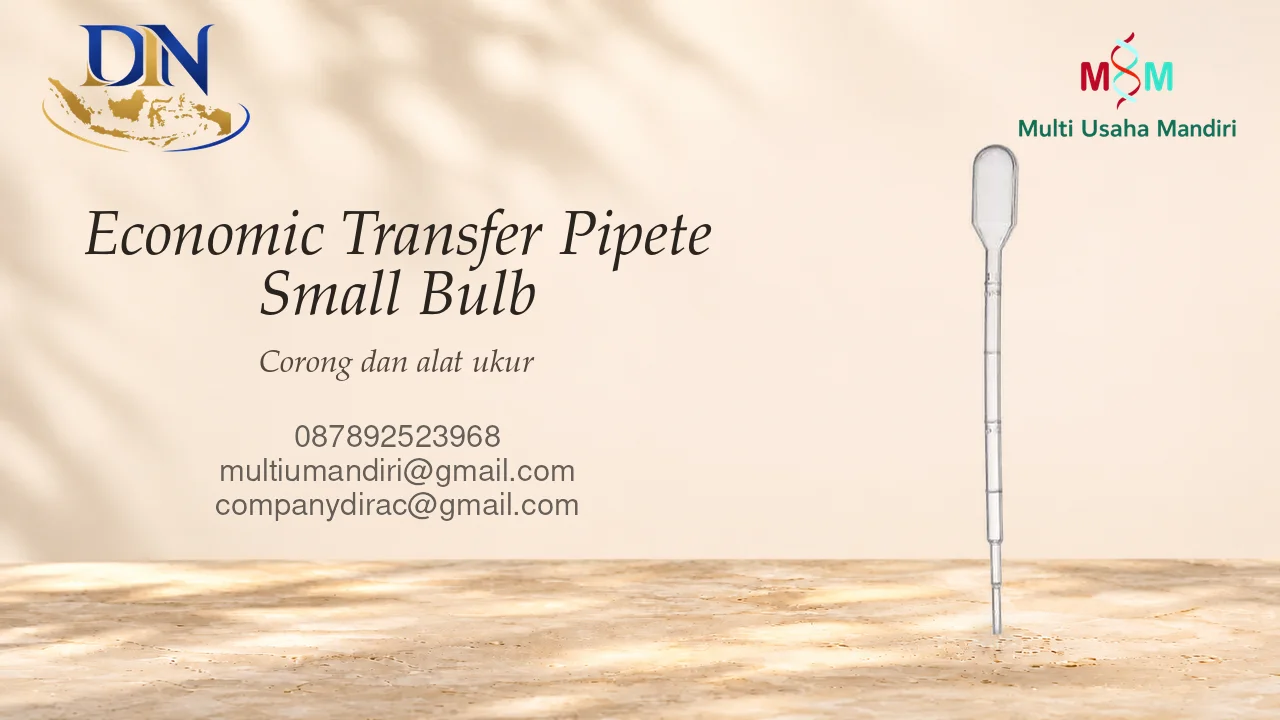 DIN
MSM
Multi Usaha Mandiri
Economic Transfer Pipete
Small Bulb
Corong dan alat ukur
087892523968
multiumandiri@gmail.com
companydirac@gmail.com